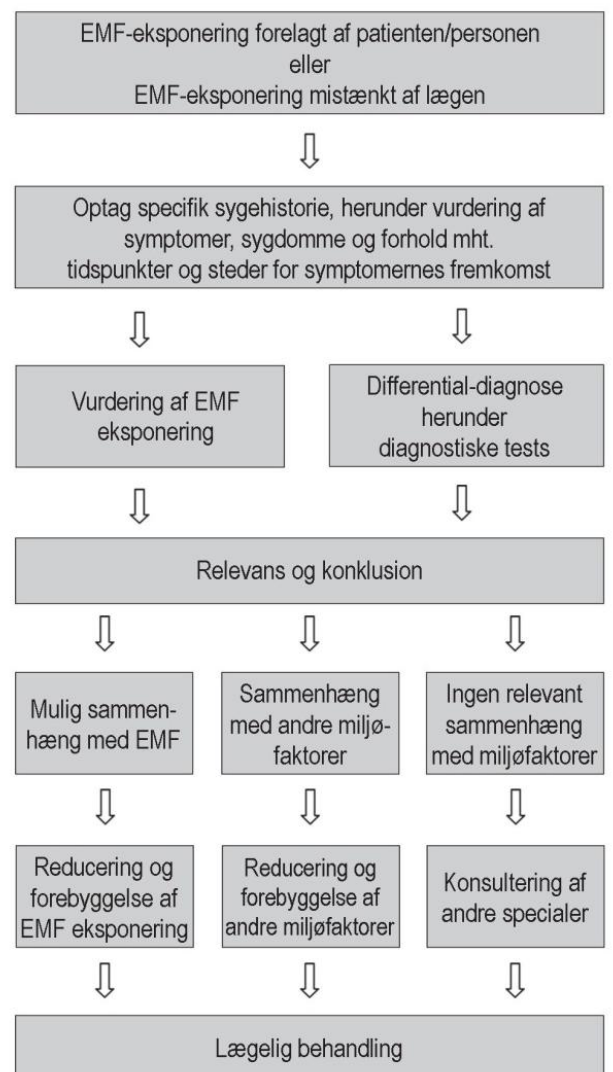 EMF-eksponering forelagt af patienten/personen
eller
EMF-eksponering mistænkt af lægen
Optag specifik sygehistorie, herunder vurdering af
symptomer, sygdomme og forhold mht.
tidspunkter og steder for symptomernes fremkomst
Vurdering af EMF
eksponering
Differential-diagnose
herunder
diagnostiske tests
Relevans og konklusion
Mulig sammen-
hæng med EMF
Sammenhæng
med andre miljø-
faktorer
Ingen relevant
sammenhæng
med miljøfaktorer
Reducering og
forebyggelse af
EMF eksponering
Reducering og
forebyggelse af
andre miljøfaktorer
Konsultering af
andre specialer
Lægelig behandling